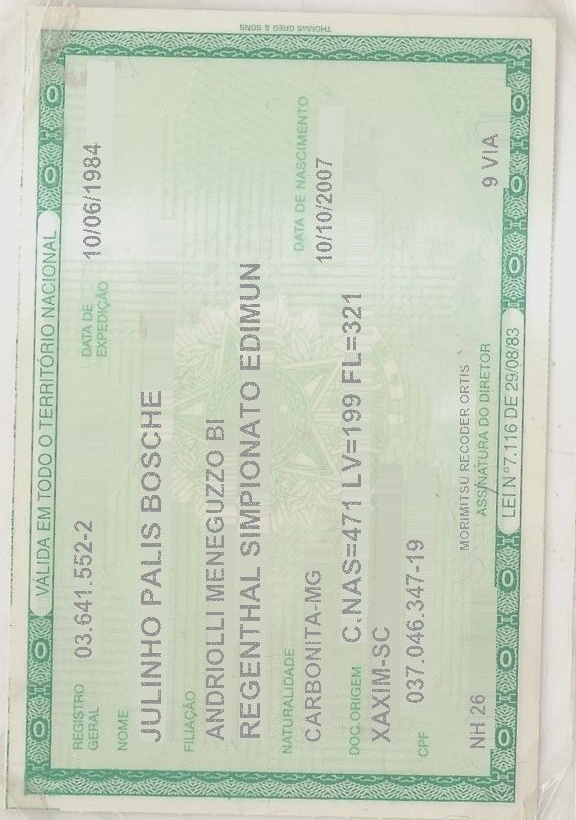 THOMAS GREG & SONS
VÁLIDA EM TODO O TERRITÓRIO NACIONAL
REGISTRO GERAL 03.641.552-2 DATA DE EXPEDIÇÃO 10/06/1984
NOME
JULINHO PALIS BOSCHE
FILIAÇÃO
ANDRIOLLI MENEGUZZO BI
REGENTHAL SIMPIONATO EDIMUN
NATURALIDADE DATA DE NASCIMENTO
CARBONITA-MG 10/10/2007
DOC.ORIGEM C.NAS=471 LV=199 FL=321
XAXIM-SC
CPF 037.046.347-19
MORIMITSU RECODER ORTIS
NH 26 ASSINATURA DO DIRETOR 9 VIA
LEI Nº 7.116 DE 29/08/83